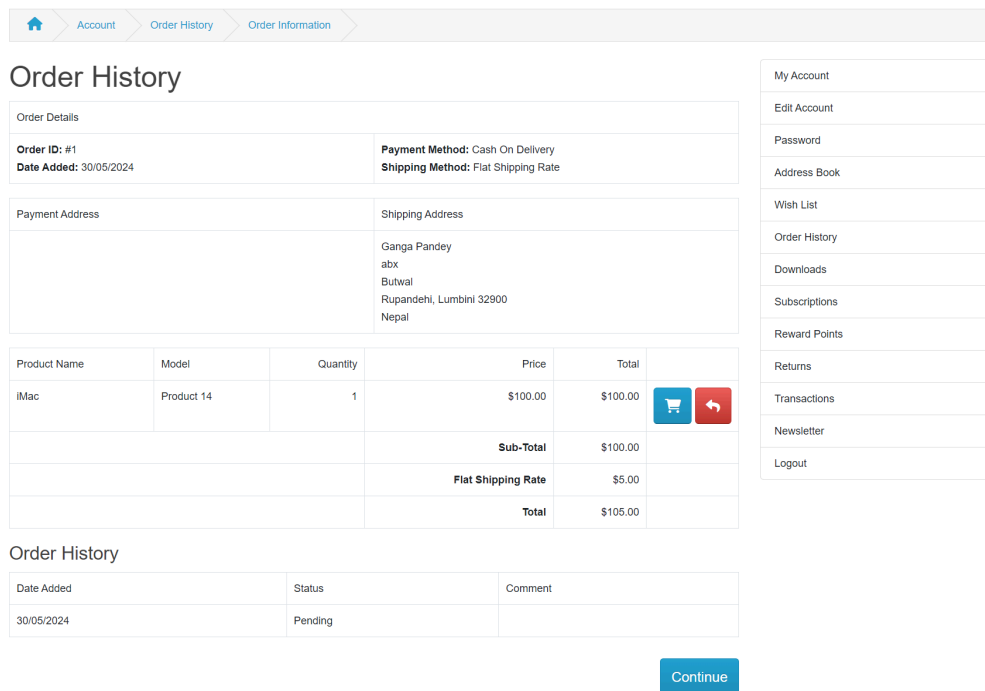 Account
Order History
Order Information
Order History
Order Details
Order ID: #1
Date Added: 30/05/2024
Payment Method: Cash On Delivery
Shipping Method: Flat Shipping Rate
Payment Address
Shipping Address
Ganga Pandey
abx
Butwal
Rupandehi, Lumbini 32900
Nepal
Product Name Model Quantity Price Total
iMac Product 14 1 $100.00 $100.00
Sub-Total $100.00
Flat Shipping Rate $5.00
Total $105.00
Order History
Date Added Status Comment
30/05/2024 Pending
Continue
My Account
Edit Account
Password
Address Book
Wish List
Order History
Downloads
Subscriptions
Reward Points
Returns
Transactions
Newsletter
Logout